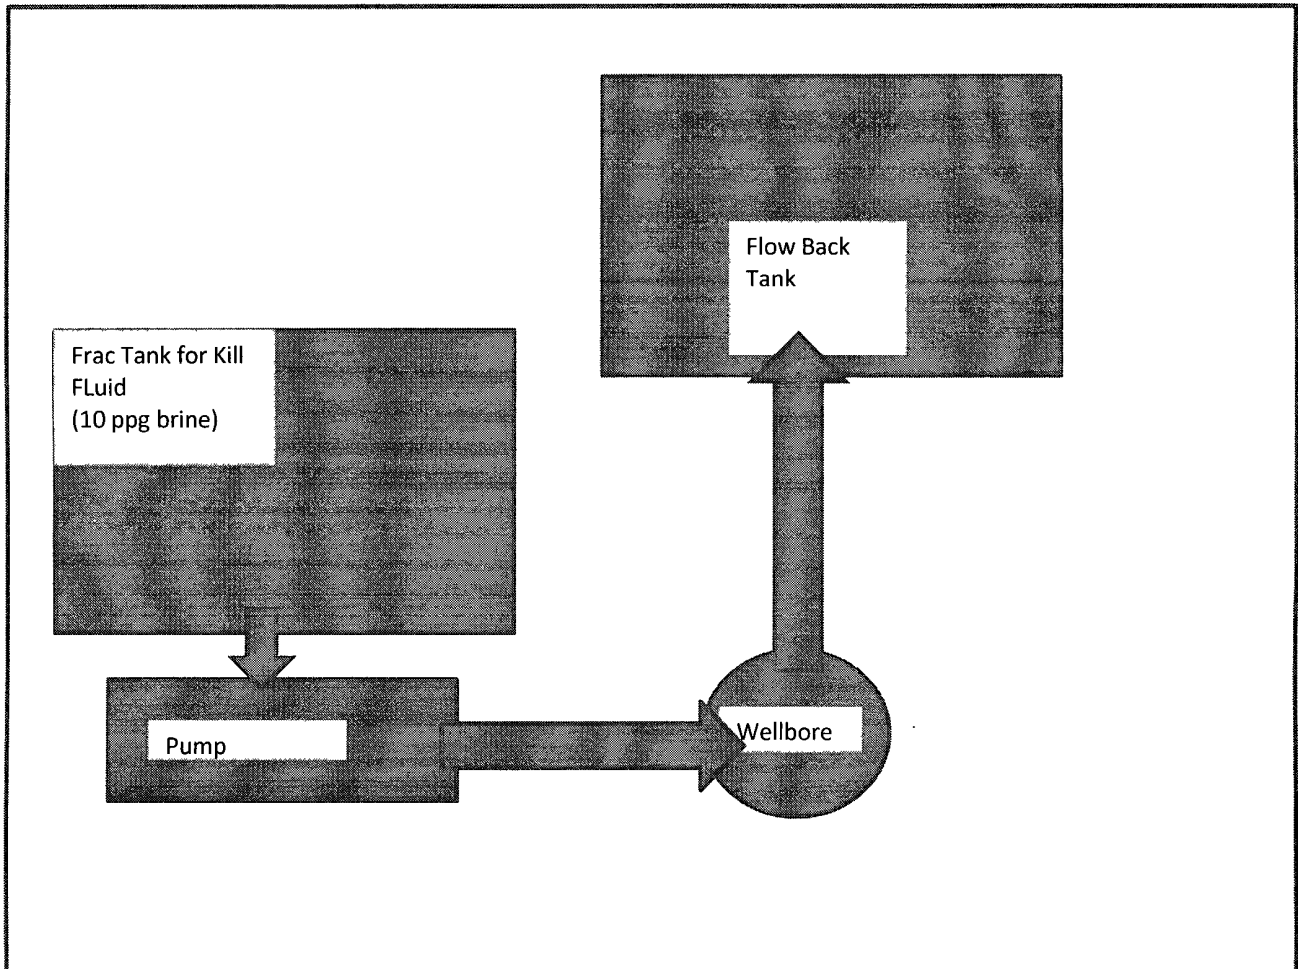 Flow Back
Tank
Frac Tank for Kill
FLuid
(10 ppg brine)
Pump
Wellbore